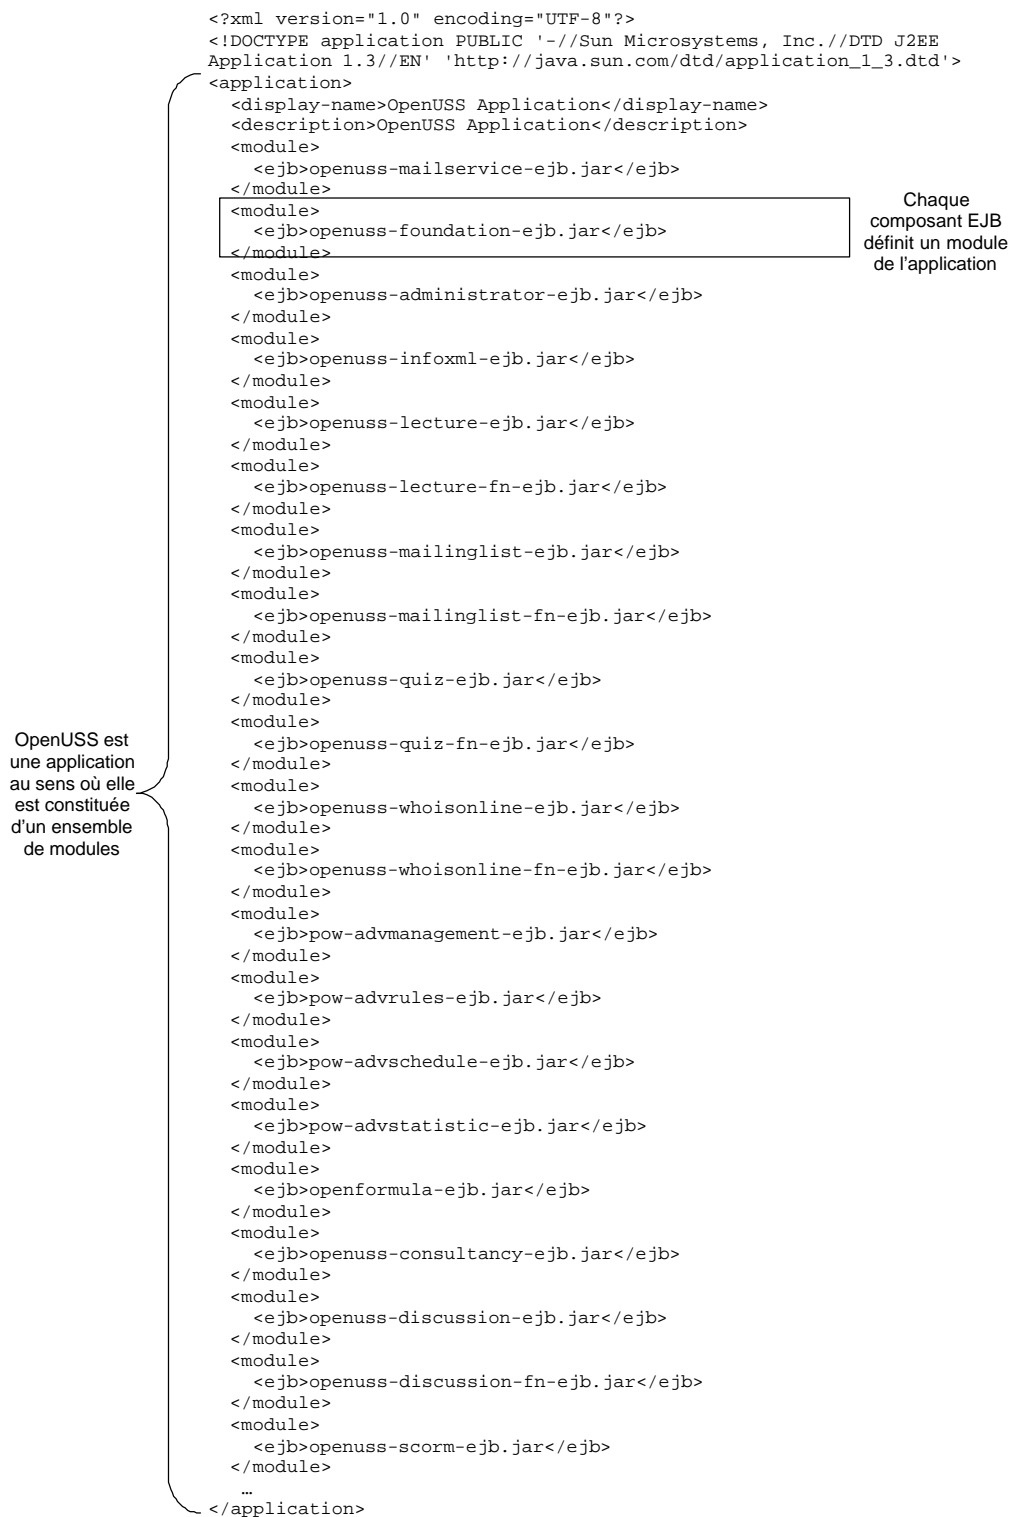 <?xml version="1.0" encoding="UTF-8"?>
<!DOCTYPE application PUBLIC '-//Sun Microsystems, Inc.//DTD J2EE
Application 1.3//EN' 'http://java.sun.com/dtd/application_1_3.dtd'>
<application>
  <display-name>OpenUSS Application</display-name>
  <description>OpenUSS Application</description>
  <module>
    <ejb>openuss-mailservice-ejb.jar</ejb>
  </module>
  <module>
    <ejb>openuss-foundation-ejb.jar</ejb>
  </module>
Chaque
composant EJB
définit un module
de l'application
  <module>
    <ejb>openuss-administrator-ejb.jar</ejb>
  </module>
  <module>
    <ejb>openuss-infoxml-ejb.jar</ejb>
  </module>
  <module>
    <ejb>openuss-lecture-ejb.jar</ejb>
  </module>
  <module>
    <ejb>openuss-lecture-fn-ejb.jar</ejb>
  </module>
  <module>
    <ejb>openuss-mailinglist-ejb.jar</ejb>
  </module>
  <module>
    <ejb>openuss-mailinglist-fn-ejb.jar</ejb>
  </module>
  <module>
    <ejb>openuss-quiz-ejb.jar</ejb>
  </module>
  <module>
    <ejb>openuss-quiz-fn-ejb.jar</ejb>
  </module>
OpenUSS est
une application
au sens où elle
est constituée
d'un ensemble
de modules
  <module>
    <ejb>openuss-whoisonline-ejb.jar</ejb>
  </module>
  <module>
    <ejb>openuss-whoisonline-fn-ejb.jar</ejb>
  </module>
  <module>
    <ejb>pow-advmanagement-ejb.jar</ejb>
  </module>
  <module>
    <ejb>pow-advrules-ejb.jar</ejb>
  </module>
  <module>
    <ejb>pow-advschedule-ejb.jar</ejb>
  </module>
  <module>
    <ejb>pow-advstatistic-ejb.jar</ejb>
  </module>
  <module>
    <ejb>openformula-ejb.jar</ejb>
  </module>
  <module>
    <ejb>openuss-consultancy-ejb.jar</ejb>
  </module>
  <module>
    <ejb>openuss-discussion-ejb.jar</ejb>
  </module>
  <module>
    <ejb>openuss-discussion-fn-ejb.jar</ejb>
  </module>
  <module>
    <ejb>openuss-scorm-ejb.jar</ejb>
  </module>
   …
</application>